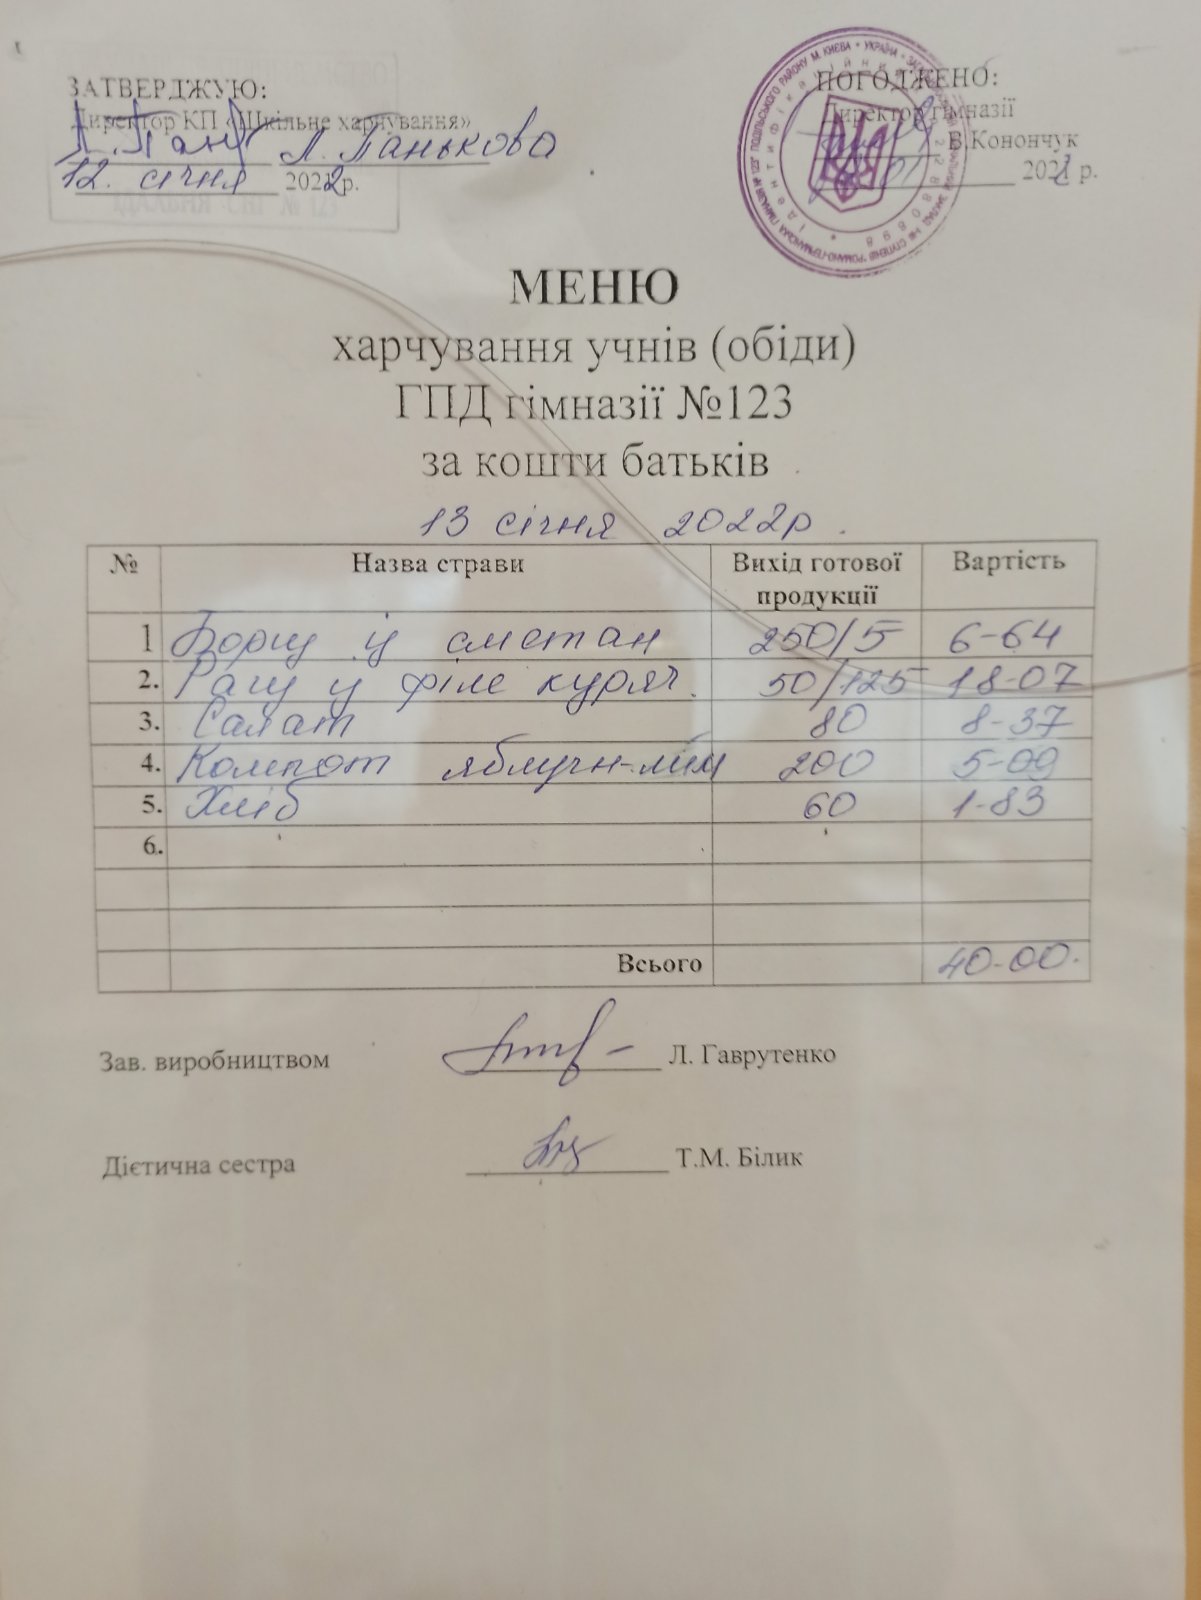 ЗАТВЕРДЖУЮ:
Директор КП «Шкільне харчування»
Л. Панькова
12. січня 2022р.
ПОГОДЖЕНО:
Директор гімназії
В.Конончук
2022 р.
МЕНЮ
харчування учнів (обіди)
ГПД гімназії №123
за кошти батьків
13 січня 2022р.
№ Назва страви Вихід готової продукції Вартість
1 Борщ із сметан 250/5 6-64
2. Рагу з філе куряч. 50/125 18-07
3. Салат 80 8-37
4. Компот яблучн-лим 200 5-09
5. Хліб 60 1-83
6.
Всього 40-00.
Зав. виробництвом Л. Гаврутенко
Дієтична сестра Т.М. Білик